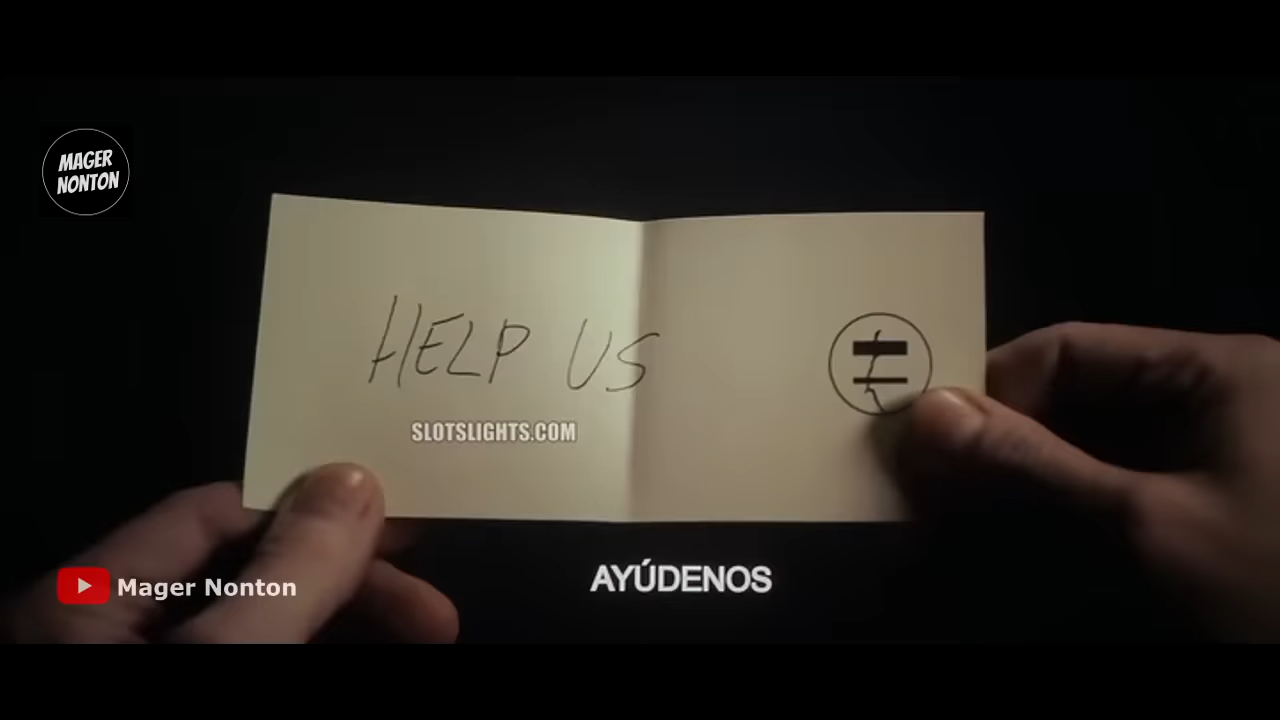 MAGER
NONTON
HELP US
SLOTSLIGHTS.COM
AYÚDENOS
Mager Nonton